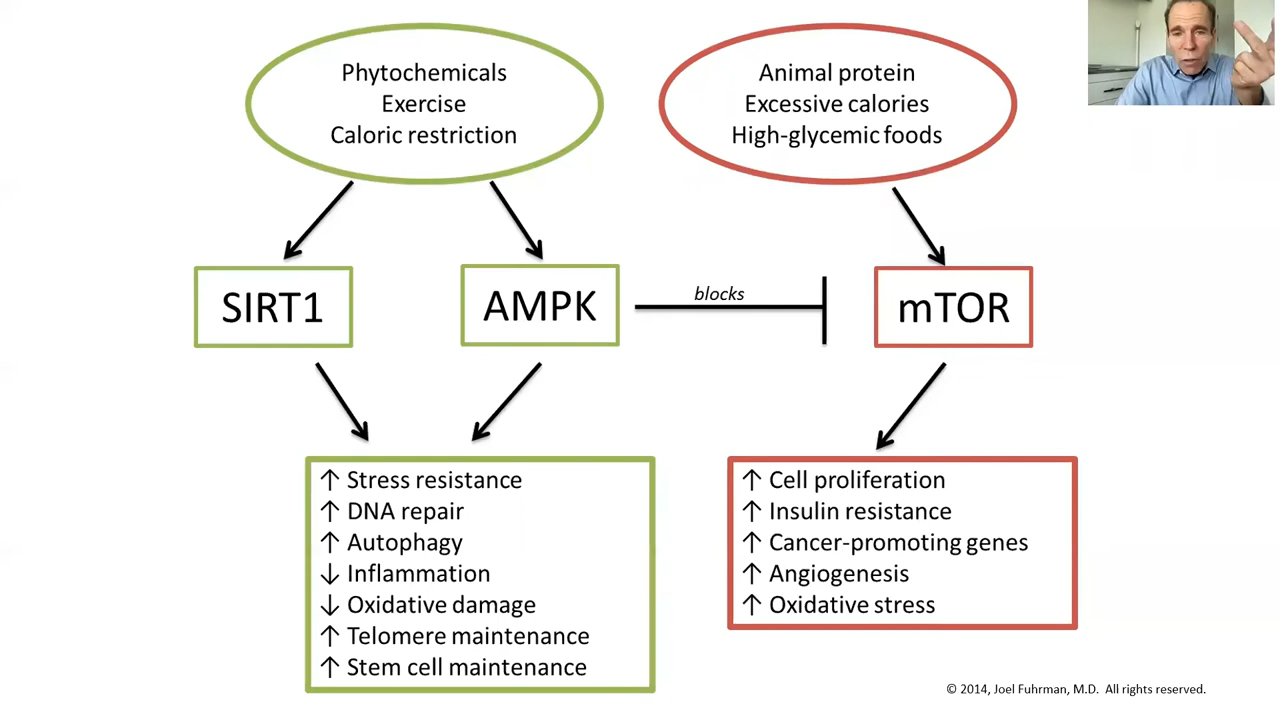 Phytochemicals
Exercise
Caloric restriction
Animal protein
Excessive calories
High-glycemic foods
SIRT1
AMPK
blocks
mTOR
↑ Stress resistance
↑ DNA repair
↑ Autophagy
↓ Inflammation
↓ Oxidative damage
↑ Telomere maintenance
↑ Stem cell maintenance
↑ Cell proliferation
↑ Insulin resistance
↑ Cancer-promoting genes
↑ Angiogenesis
↑ Oxidative stress
© 2014, Joel Fuhrman, M.D. All rights reserved.